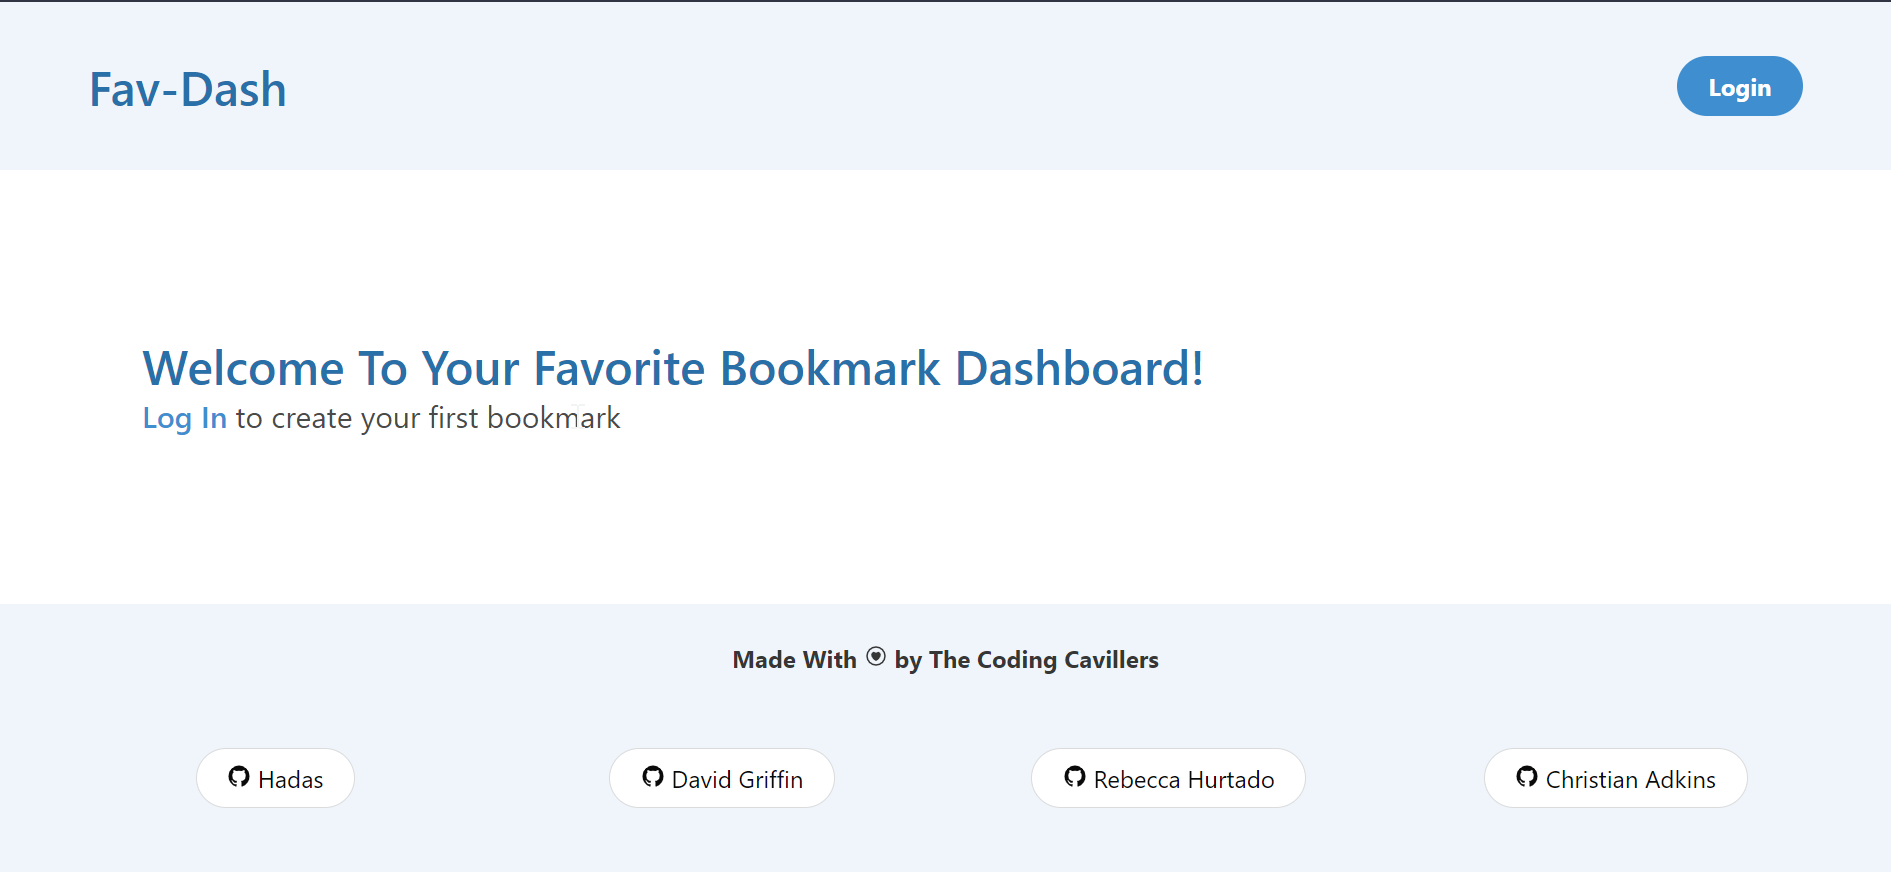 Fav-Dash
Login
Welcome To Your Favorite Bookmark Dashboard!
Log In to create your first bookmark
Made With by The Coding Cavillers
Hadas
David Griffin
Rebecca Hurtado
Christian Adkins